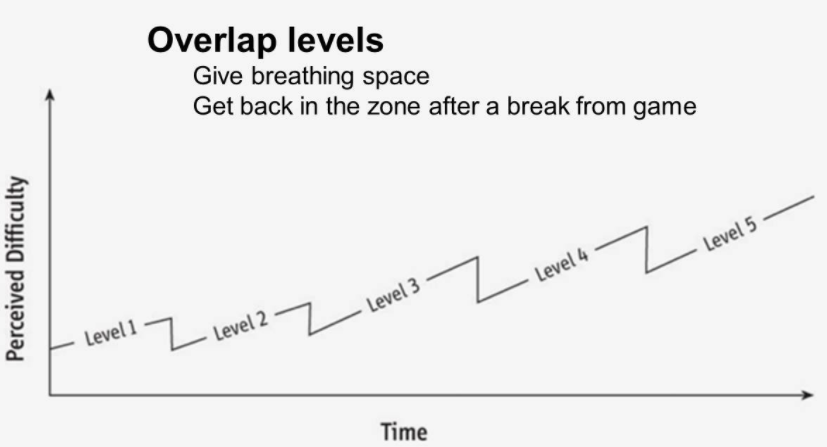 Overlap levels
Give breathing space
Get back in the zone after a break from game
Perceived Difficulty
Level 1
Level 2
Level 3
Level 4
Level 5
Time